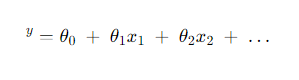 y = θ₀ + θ₁x₁ + θ₂x₂ + …